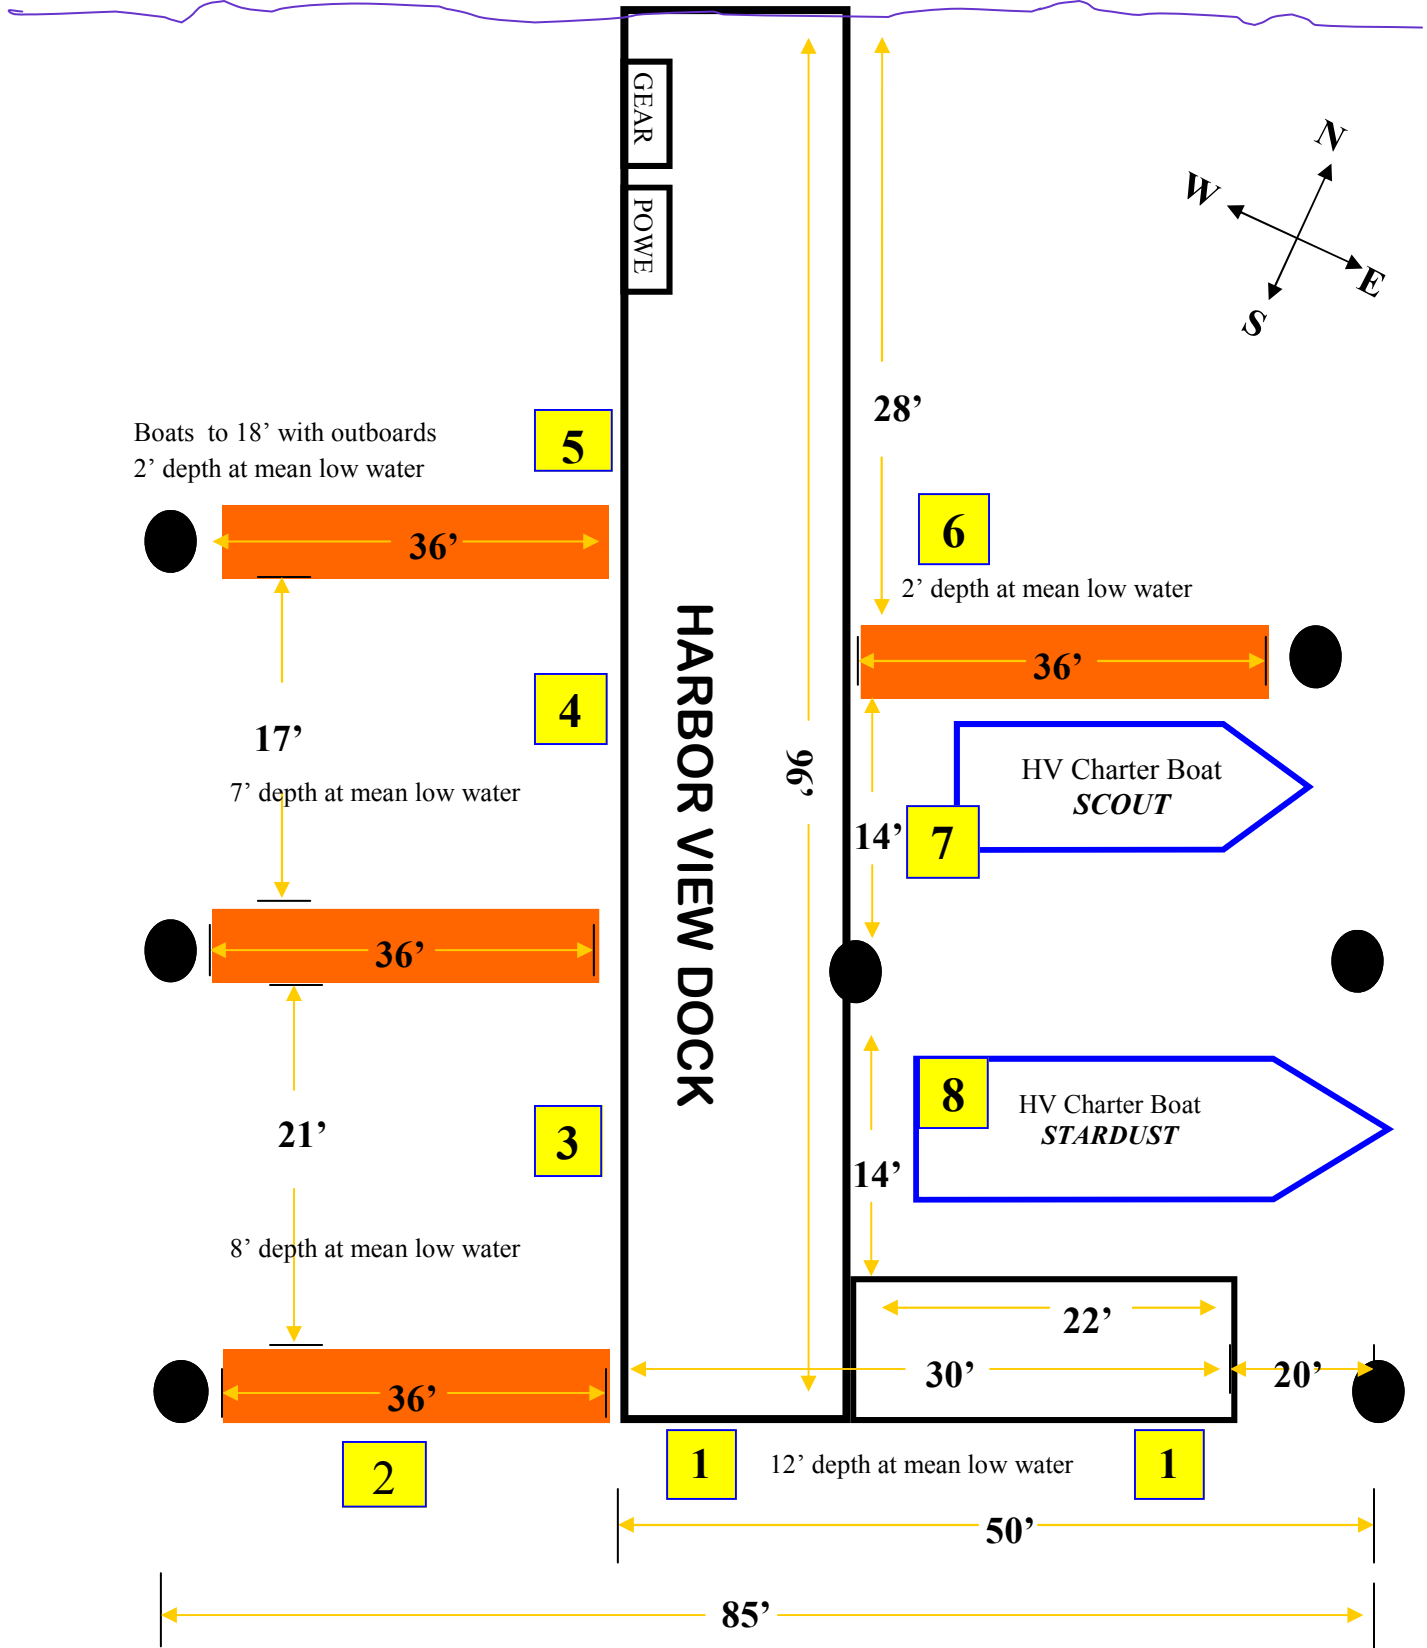 GEAR
POWE
N
W
E
S
28’
Boats to 18’ with outboards
2’ depth at mean low water
5
36’
6
2’ depth at mean low water
36’
HARBOR VIEW DOCK
96’
4
17’
7’ depth at mean low water
HV Charter Boat
SCOUT
14’
7
36’
8
HV Charter Boat
STARDUST
21’
3
14’
8’ depth at mean low water
22’
30’
20’
36’
2
1
12’ depth at mean low water
1
50’
85’